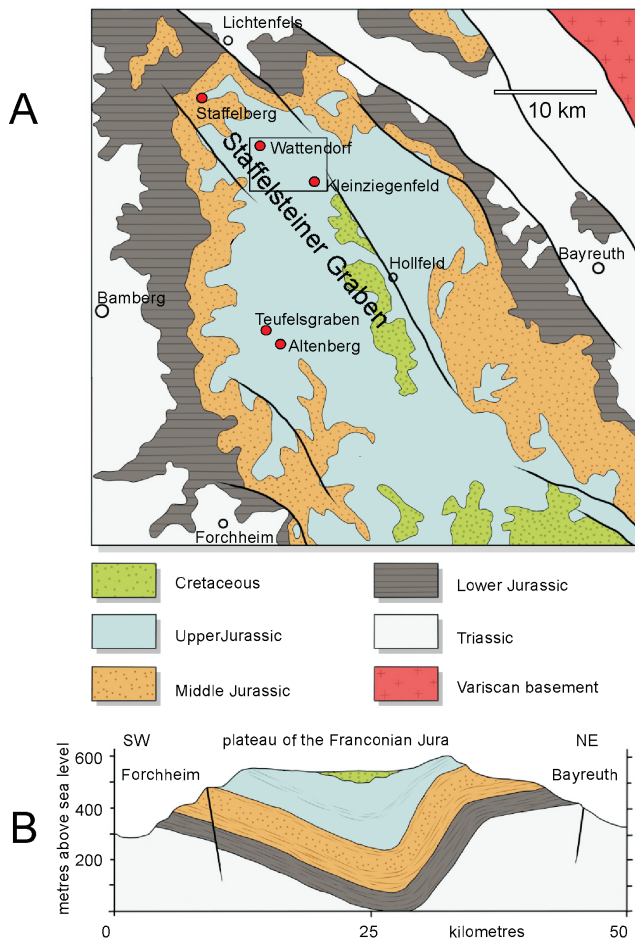 A
Lichtenfels
10 km
Staffelberg
Wattendorf
Kleinziegenfeld
Staffelsteiner Graben
Hollfeld
Bayreuth
Bamberg
Teufelsgraben
Altenberg
Forchheim
Cretaceous
Lower Jurassic
UpperJurassic
Triassic
Middle Jurassic
Variscan basement
B
SW
plateau of the Franconian Jura
NE
metres above sea level
600
400
200
Forchheim
Bayreuth
0
25
kilometres
50